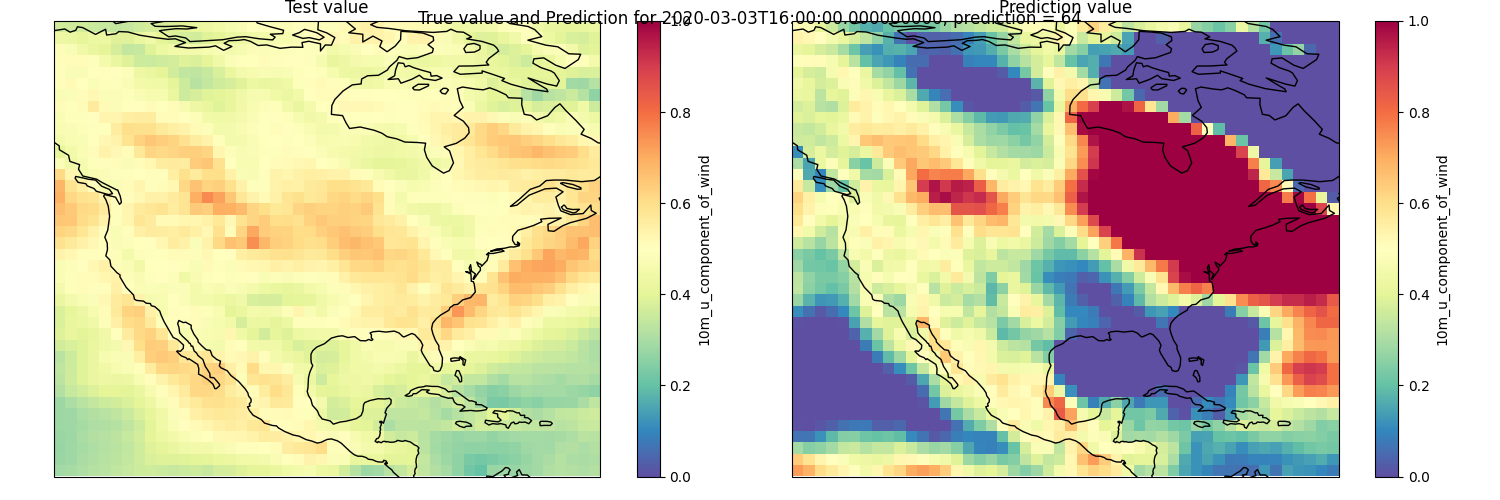 Test value
Prediction value
True value and Prediction for 2020-03-03T16:00:00.000000000, prediction = 64
1.0
0.8
0.6
0.4
0.2
0.0
10m_u_component_of_wind
1.0
0.8
0.6
0.4
0.2
0.0
10m_u_component_of_wind